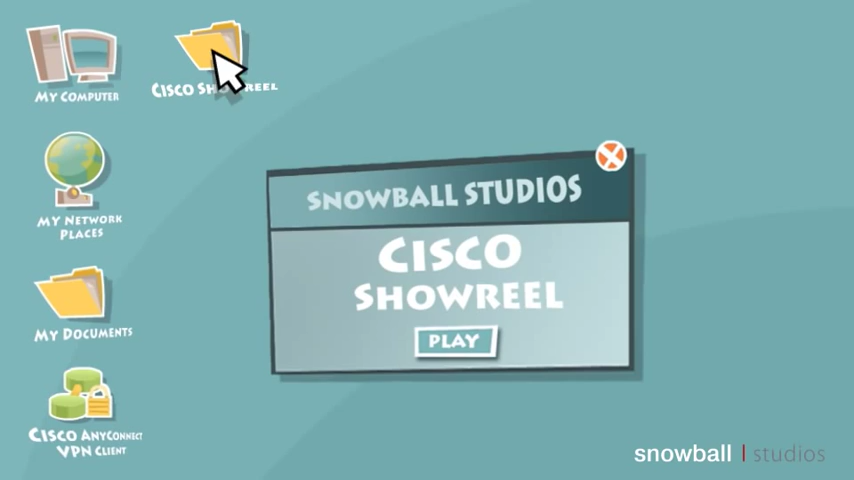 My Computer
Cisco Showreel
My Network
Places
My Documents
Cisco AnyConnect
VPN Client
SNOWBALL STUDIOS
CISCO
SHOWREEL
PLAY
snowball | studios